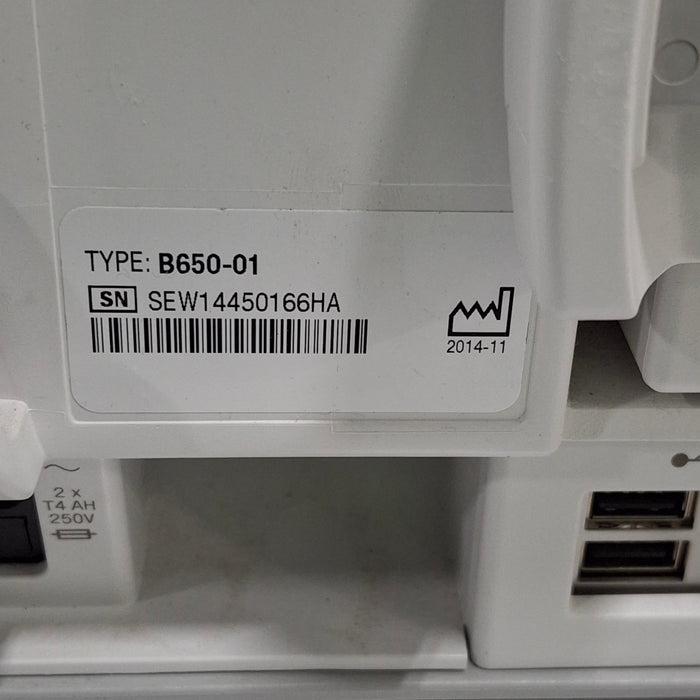 TYPE: B650-01
SN SEW14450166HA
2014-11
2 x
T4 AH
250V